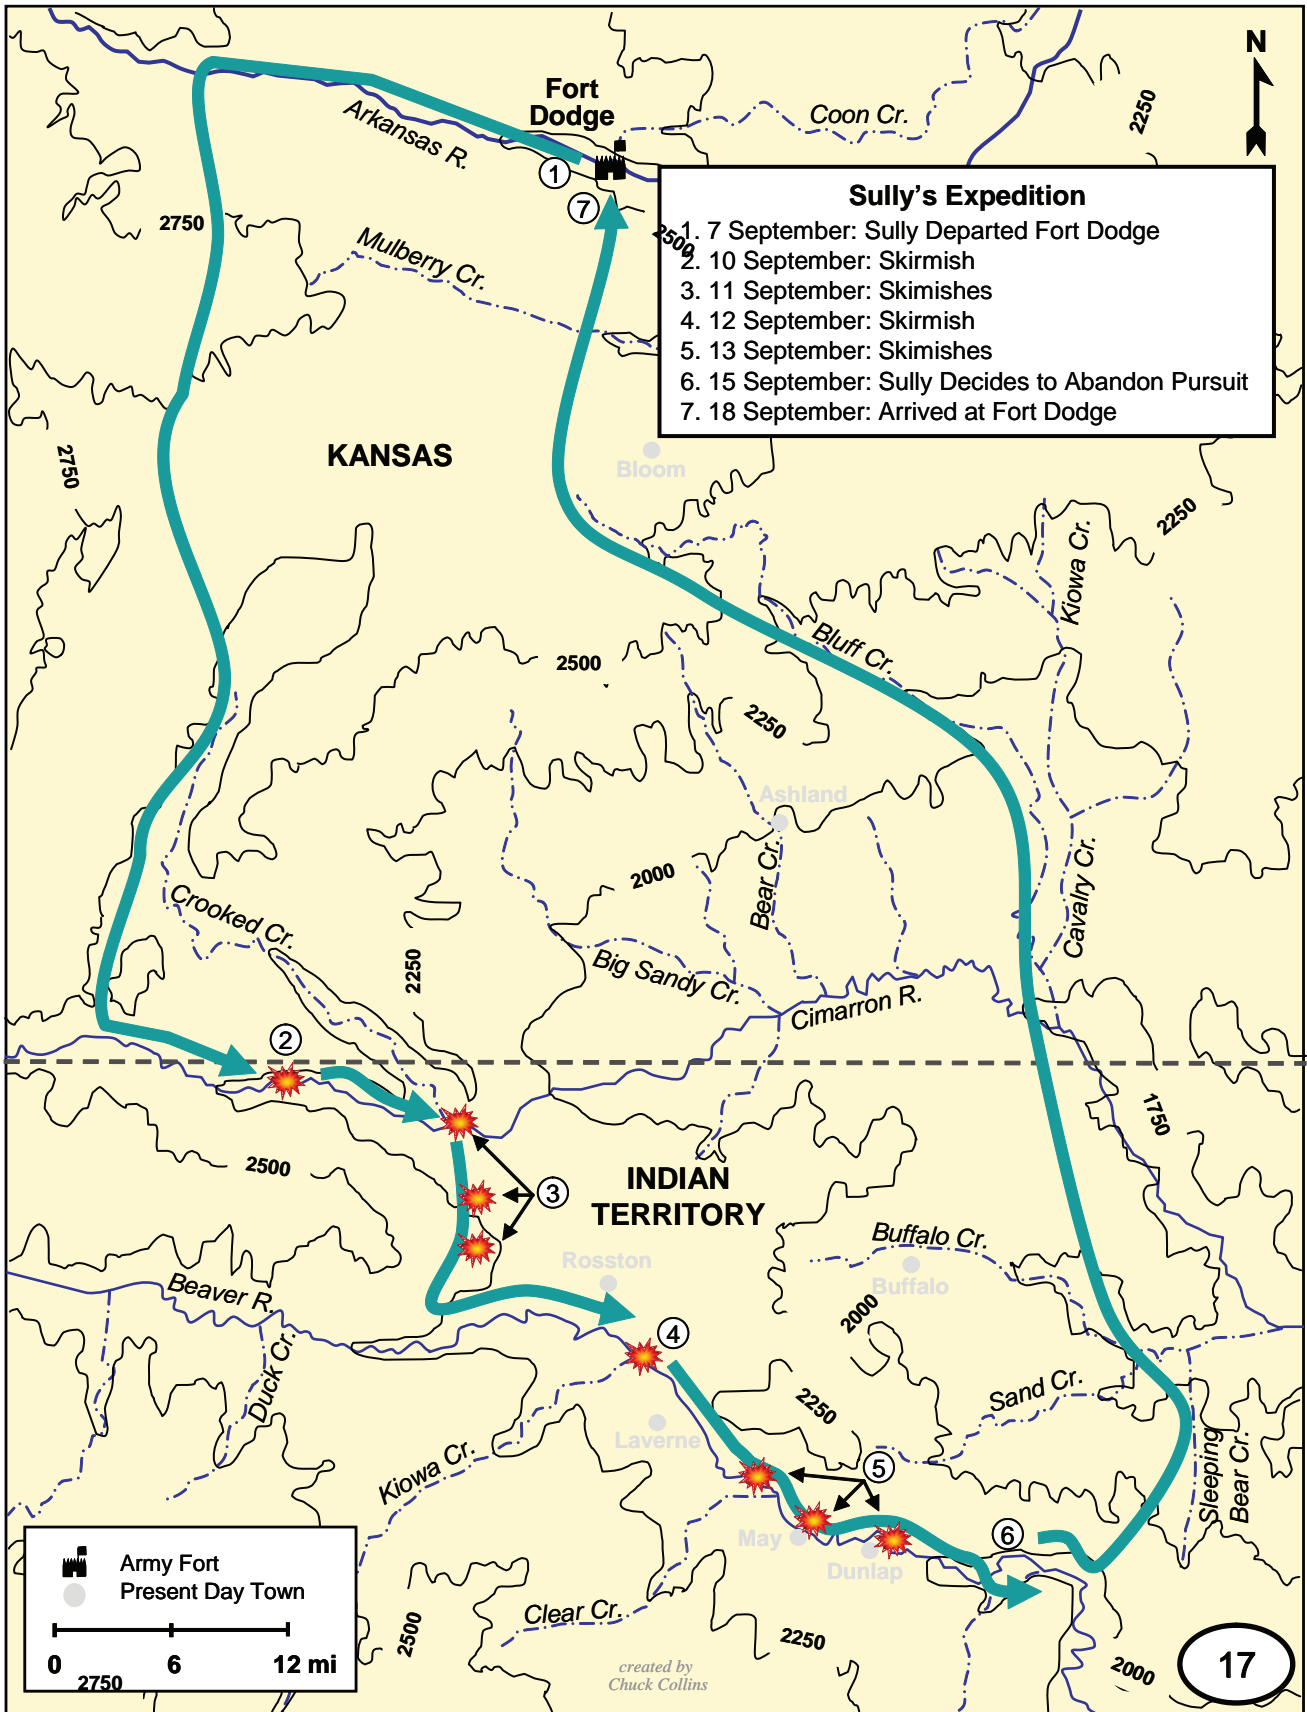 N
Fort
Dodge
Coon Cr.
2250
Arkansas R.
1
7
2750
Mulberry Cr.
2500
Sully's Expedition
1. 7 September: Sully Departed Fort Dodge
2. 10 September: Skirmish
3. 11 September: Skimishes
4. 12 September: Skirmish
5. 13 September: Skimishes
6. 15 September: Sully Decides to Abandon Pursuit
7. 18 September: Arrived at Fort Dodge
KANSAS
2750
Bloom
2250
Kiowa Cr.
Bluff Cr.
2500
2250
Ashland
2000
Bear Cr.
Cavalry Cr.
Crooked Cr.
2250
Big Sandy Cr.
Cimarron R.
2
1750
2500
3
INDIAN
TERRITORY
Buffalo Cr.
Rosston
Buffalo
Beaver R.
2000
4
Duck Cr.
Sand Cr.
2250
Laverne
Sleeping
Bear Cr.
Kiowa Cr.
5
6
May
Dunlap
Army Fort
Present Day Town
0 6 12 mi
2750
Clear Cr.
2500
2250
2000
created by
Chuck Collins
17